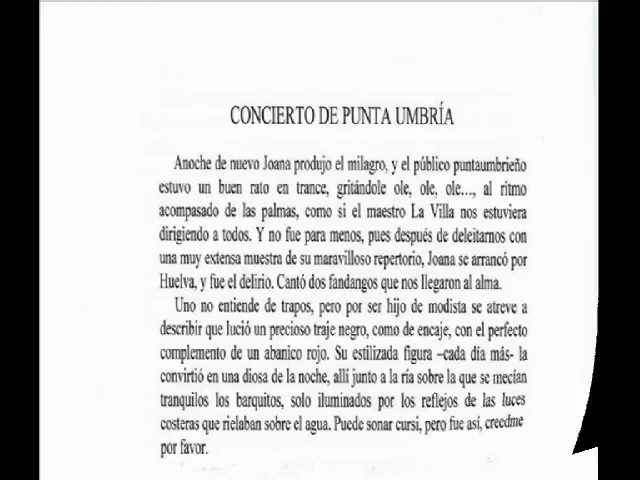 CONCIERTO DE PUNTA UMBRÍA
Anoche de nuevo Joana produjo el milagro, y el público puntaumbrieño
estuvo un buen rato en trance, gritándole ole, ole, ole..., al ritmo
acompasado de las palmas, como si el maestro La Villa nos estuviera
dirigiendo a todos. Y no fue para menos, pues después de deleitarnos con
una muy extensa muestra de su maravilloso repertorio, Joana se arrancó por
Huelva, y fue el delirio. Cantó dos fandangos que nos llegaron al alma.
Uno no entiende de trapos, pero por ser hijo de modista se atreve a
describir que lució un precioso traje negro, como de encaje, con el perfecto
complemento de un abanico rojo. Su estilizada figura –cada día más- la
convirtió en una diosa de la noche, allí junto a la ría sobre la que se mecían
tranquilos los barquitos, solo iluminados por los reflejos de las luces
costeras que rielaban sobre el agua. Puede sonar cursi, pero fue así, creedme
por favor.